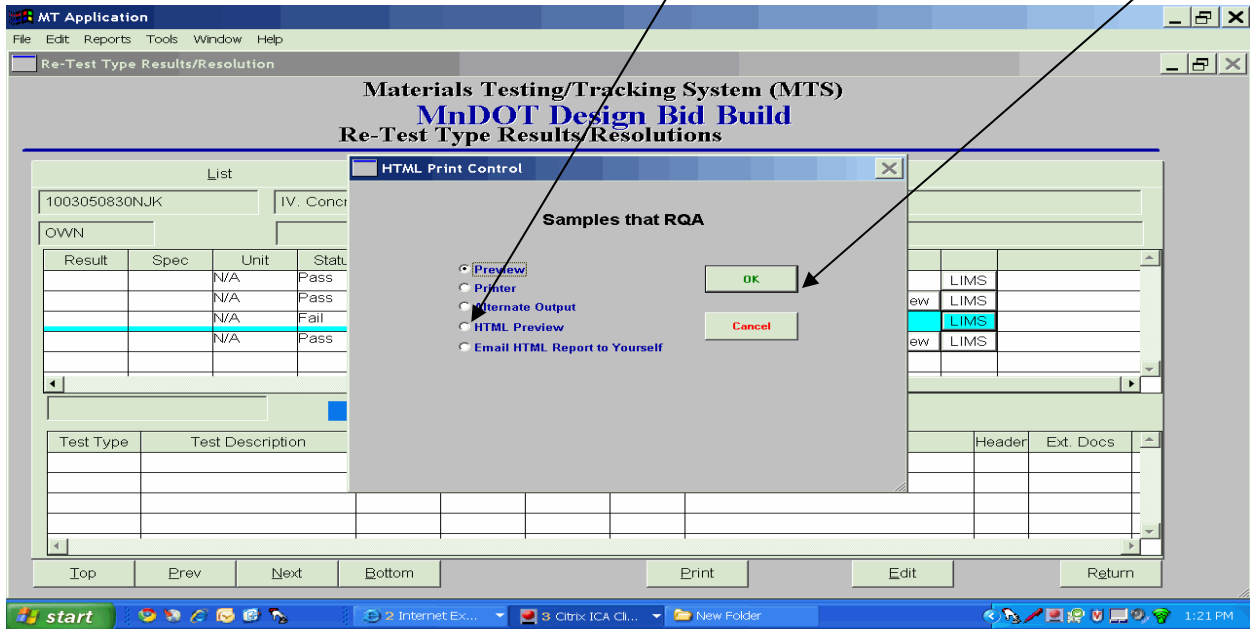 MT Application
File Edit Reports Tools Window Help
Re-Test Type Results/Resolution
Materials Testing/Tracking System (MTS)
MnDOT Design Bid Build
Re-Test Type Results/Resolutions
List
HTML Print Control
1003050830NJK IV. Concr
OWN
Samples that RQA
Result Spec Unit Statu
N/A Pass LIMS
N/A Pass ew LIMS
N/A Fail LIMS
N/A Pass ew LIMS
Preview
Printer
Alternate Output
HTML Preview
Email HTML Report to Yourself
OK
Cancel
Test Type Test Description Header Ext. Docs
Top Prev Next Bottom Print Edit Return
start 2 Internet Ex... 3 Citrix ICA Cli... New Folder 1:21 PM